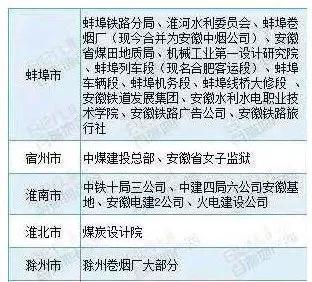 蚌埠市
蚌埠铁路分局、淮河水利委员会、蚌埠卷
烟厂(现今合并为安徽中烟公司)、安徽
省煤田地质局、机械工业第一设计研究院
、蚌埠列车段(现名合肥客运段)、蚌埠
车辆段、蚌埠机务段、蚌埠线桥大修段 、
安徽铁道发展集团、安徽水利水电职业技
术学院、安徽铁路广告公司、安徽铁路旅
行社
宿州市
中煤建投总部、安徽省女子监狱
淮南市
中铁十局三公司、中建四局六公司安徽基
地、安徽电建2公司、火电建设公司
淮北市
煤炭设计院
滁州市
滁州卷烟厂大部分